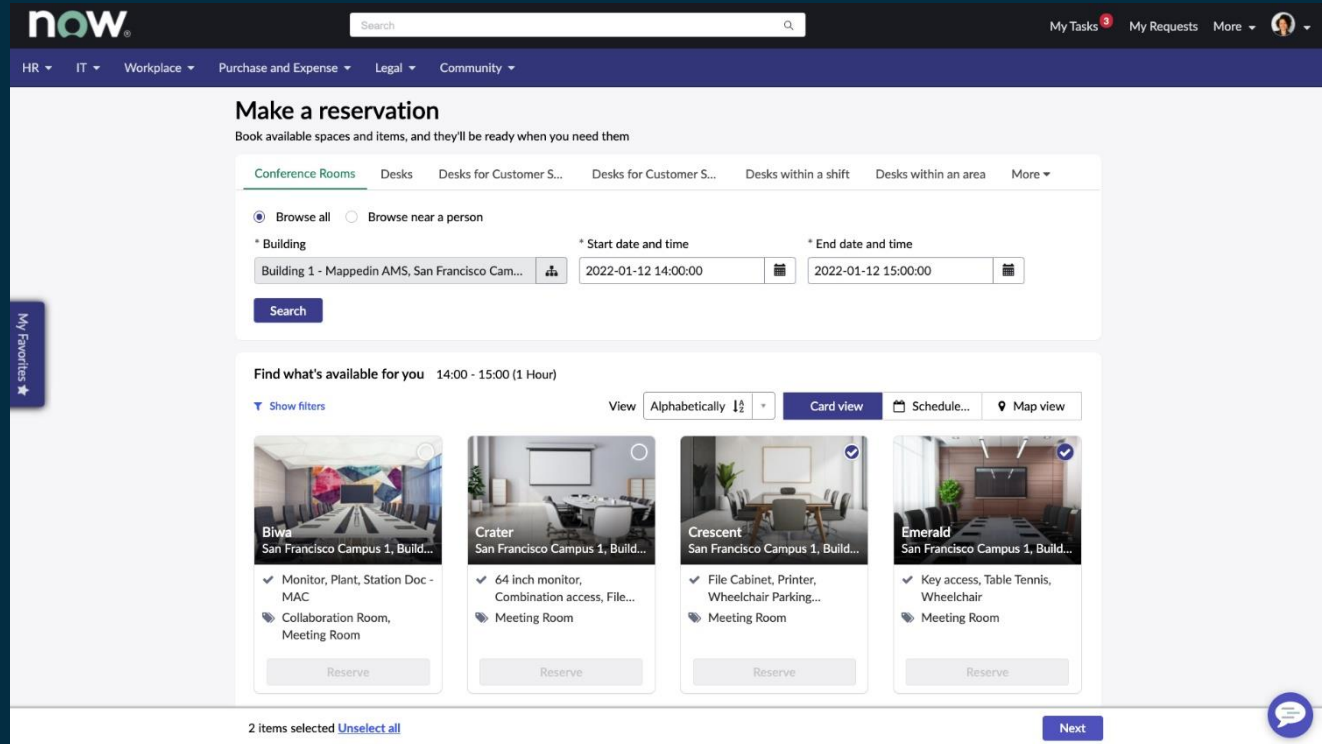 now®
Search
My Tasks 3 My Requests More
HR IT Workplace Purchase and Expense Legal Community
Make a reservation
Book available spaces and items, and they'll be ready when you need them
Conference Rooms Desks Desks for Customer S... Desks for Customer S... Desks within a shift Desks within an area More
Browse all Browse near a person
* Building * Start date and time * End date and time
Building 1 - Mappedin AMS, San Francisco Cam... 2022-01-12 14:00:00 2022-01-12 15:00:00
Search
My Favorites
Find what's available for you 14:00 - 15:00 (1 Hour)
Show filters View Alphabetically Card view Schedule... Map view
Biwa
San Francisco Campus 1, Build...
Monitor, Plant, Station Doc -
MAC
Collaboration Room,
Meeting Room
Reserve
Crater
San Francisco Campus 1, Build...
64 inch monitor,
Combination access, File...
Meeting Room
Reserve
Crescent
San Francisco Campus 1, Build...
File Cabinet, Printer,
Wheelchair Parking...
Meeting Room
Reserve
Emerald
San Francisco Campus 1, Build...
Key access, Table Tennis,
Wheelchair
Meeting Room
Reserve
2 items selected Unselect all Next